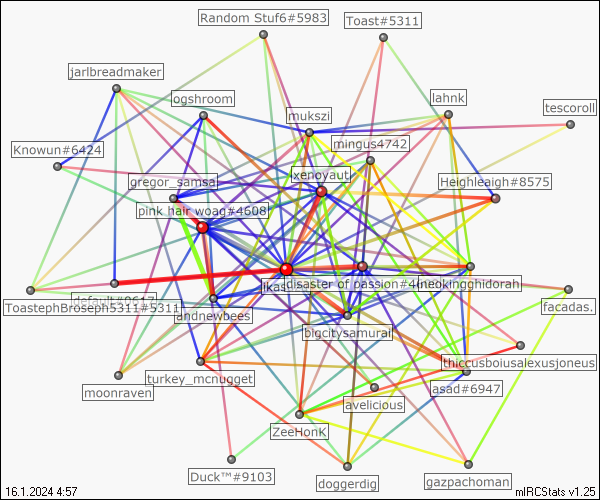 Random Stuf6#5983
Toast#5311
jarlbreadmaker
ogshroom
lahnk
tescoroll
mukszi
mingus4742
Knowun#6424
xenoyaut
gregor_samsa
Heighleaigh#8575
pink hair woag#4608
disaster of passion#4
neokingghidorah
default#9617
ToastephBroseph5311#5311
andnewbees
facadas.
bigcitysamurai
thiccusboiusalexusjoneus
turkey_mcnugget
moonraven
asad#6947
avelicious
ZeeHonK
Duck™#9103
doggerdig
gazpachoman
16.1.2024 4:57
mIRCStats v1.25